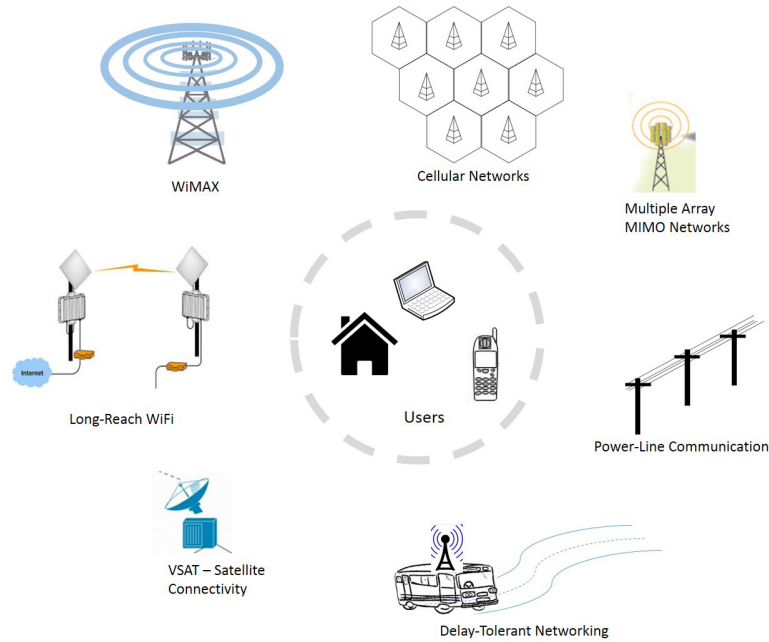 WiMAX
Cellular Networks
Multiple Array
MIMO Networks
Internet
Long-Reach WiFi
Users
Power-Line Communication
VSAT – Satellite
Connectivity
Delay-Tolerant Networking